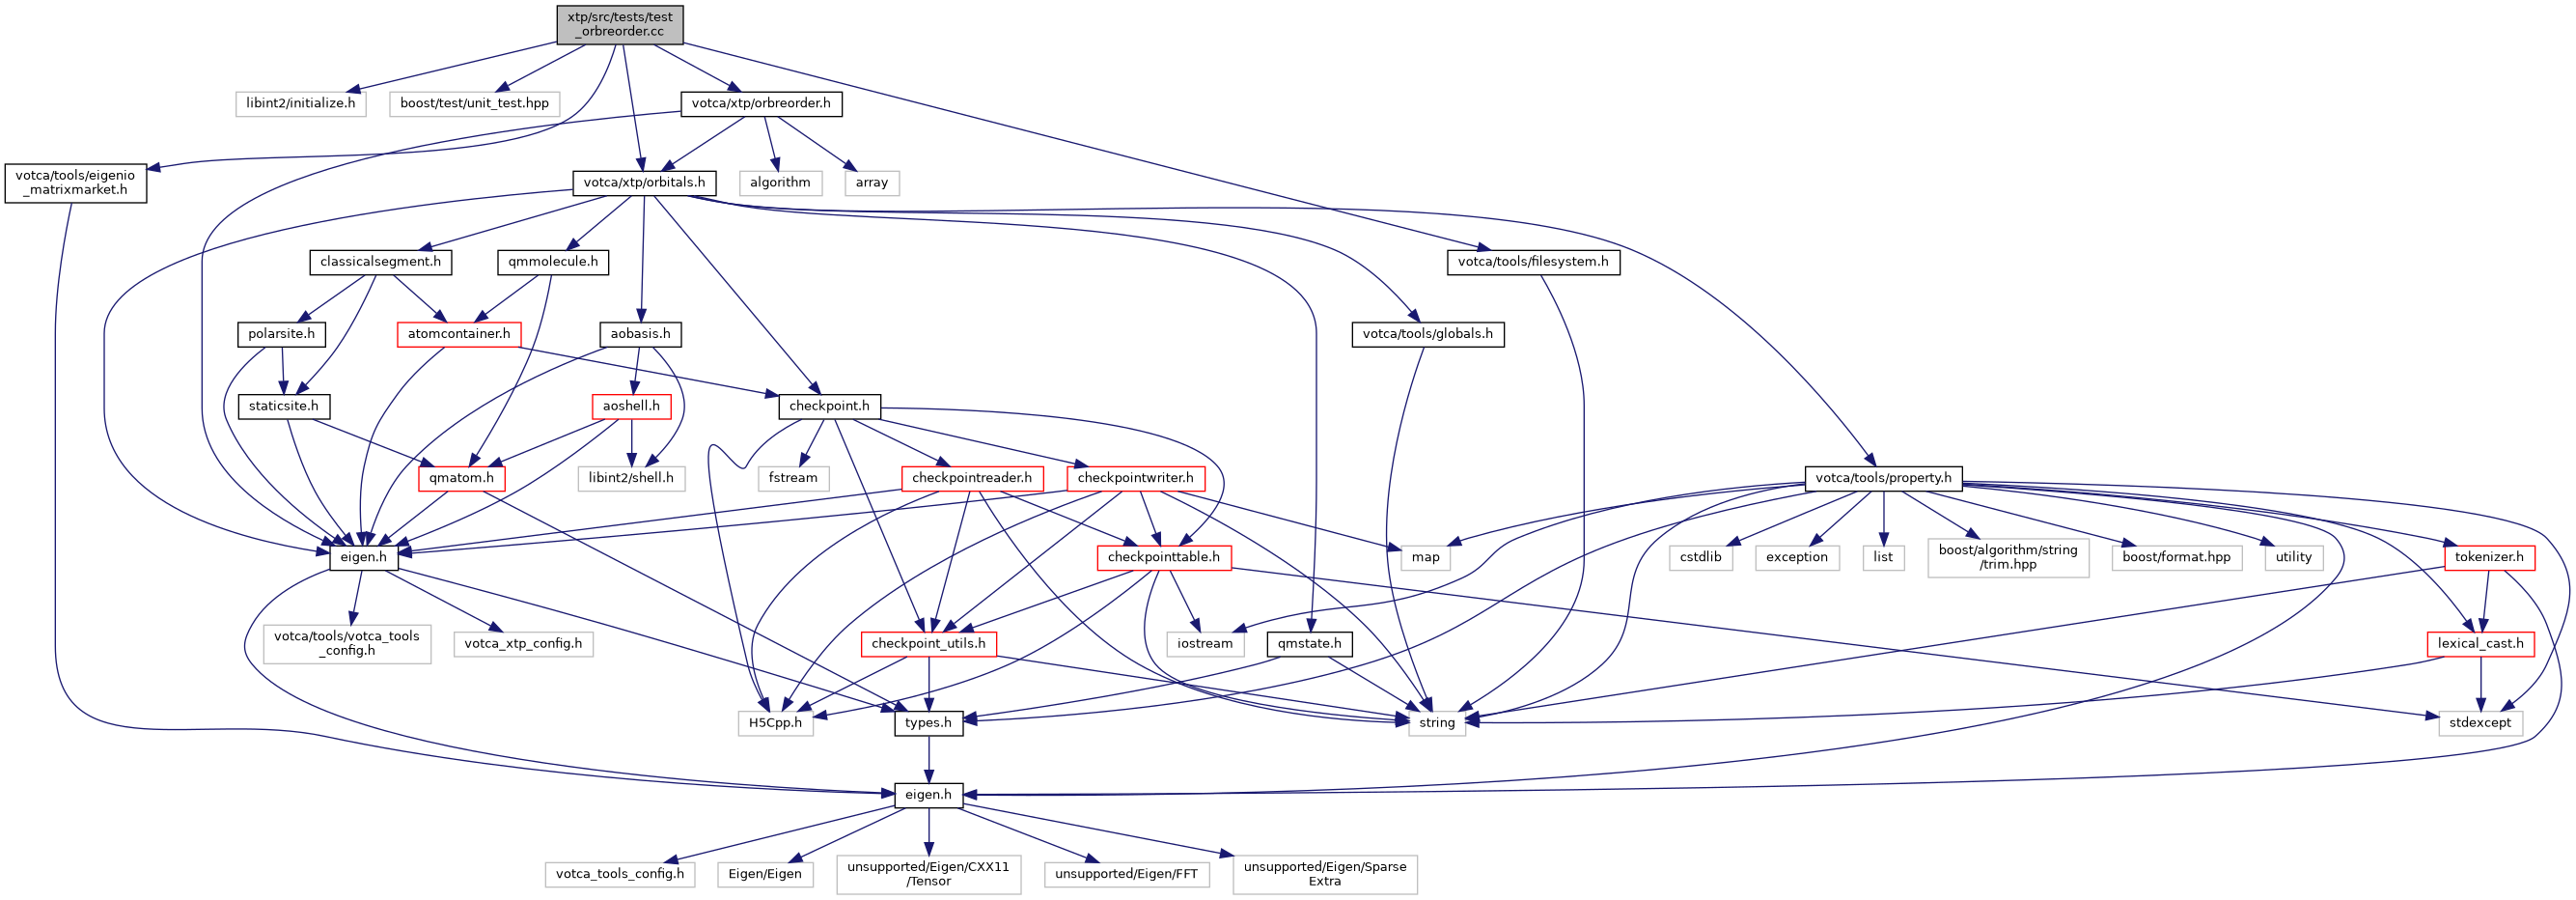 xtp/src/tests/test
_orbreorder.cc
libint2/initialize.h
boost/test/unit_test.hpp
votca/xtp/orbreorder.h
votca/tools/eigenio
_matrixmarket.h
votca/xtp/orbitals.h
algorithm
array
classicalsegment.h
qmmolecule.h
votca/tools/filesystem.h
polarsite.h
atomcontainer.h
aobasis.h
votca/tools/globals.h
staticsite.h
aoshell.h
checkpoint.h
qmatom.h
libint2/shell.h
fstream
checkpointreader.h
checkpointwriter.h
votca/tools/property.h
eigen.h
checkpointtable.h
map
cstdlib
exception
list
boost/algorithm/string
/trim.hpp
boost/format.hpp
utility
tokenizer.h
votca/tools/votca_tools
_config.h
votca_xtp_config.h
checkpoint_utils.h
iostream
qmstate.h
lexical_cast.h
H5Cpp.h
types.h
string
stdexcept
eigen.h
votca_tools_config.h
Eigen/Eigen
unsupported/Eigen/CXX11
/Tensor
unsupported/Eigen/FFT
unsupported/Eigen/Sparse
Extra